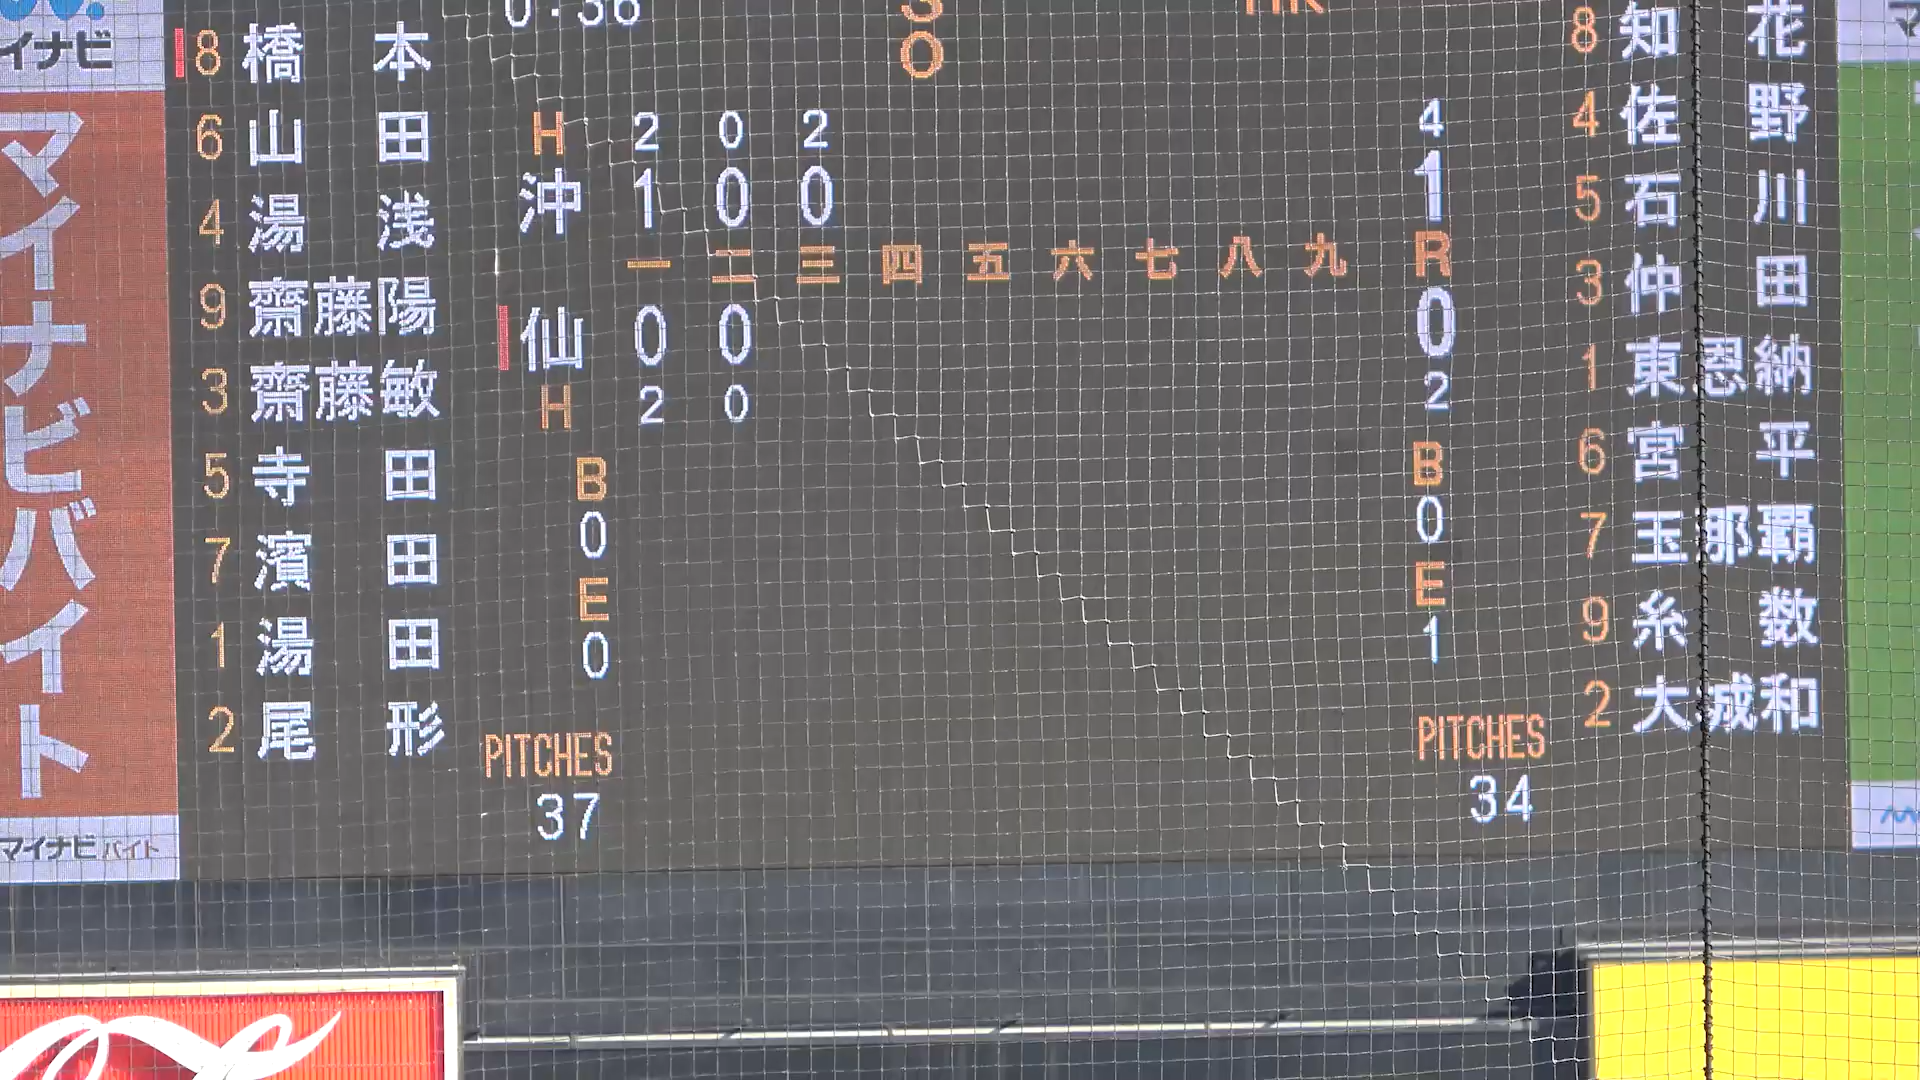 イナビ
マイナビバイト
マイナビ バイト
0:36
S
O
8 橋本
6 山田
4 湯浅
9 齋藤陽
3 齋藤敏
5 寺田
7 濱田
1 湯田
2 尾形
H 2 0 2 4
沖 1 0 0 1
一 二 三 四 五 六 七 八 九 R
仙 0 0 0
H 2 0 2
B
0
E
0
PITCHES
37
B
0
E
1
PITCHES
34
8 知花
4 佐野
5 石川
3 仲田
1 東恩納
6 宮平
7 玉那覇
9 糸数
2 大城和